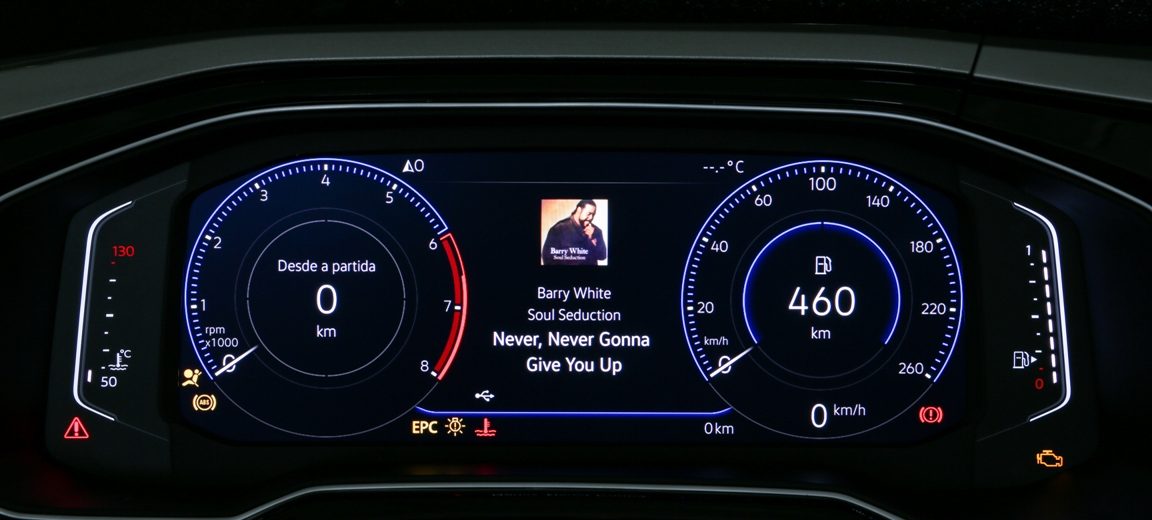 130
50
°C
1
0
0
--.-°C
1
2
3
4
5
6
7
8
rpm
x1000
0
Desde a partida
0
km
ABS
Barry White
Soul Seduction
Barry White
Soul Seduction
Never, Never Gonna
Give You Up
EPC
0 km
20
40
60
100
140
180
220
260
km/h
0
460
km
0 km/h